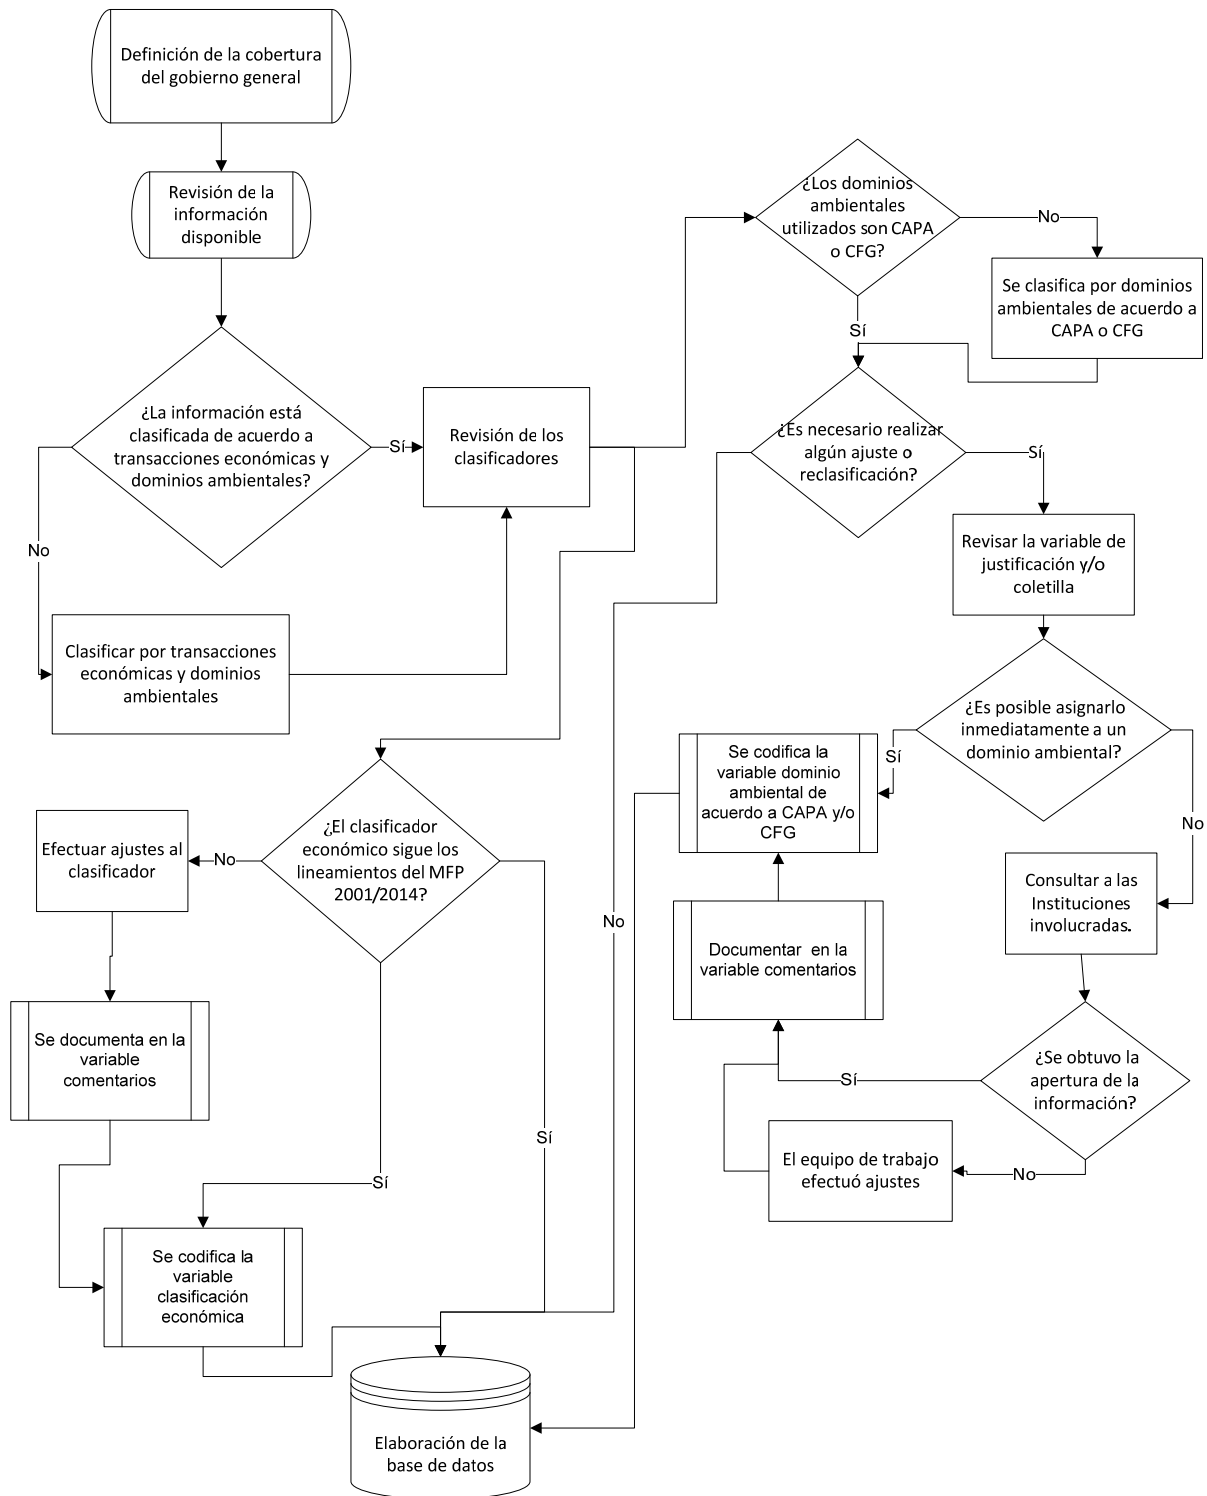 Definición de la cobertura
del gobierno general
Revisión de la
información
disponible
¿La información está
clasificada de acuerdo a
transacciones económicas y
dominios ambientales?
Sí
No
Clasificar por transacciones
económicas y dominios
ambientales
Revisión de los
clasificadores
¿Los dominios
ambientales
utilizados son CAPA
o CFG?
No
Se clasifica por dominios
ambientales de acuerdo a
CAPA o CFG
Sí
¿Es necesario realizar
algún ajuste o
reclasificación?
Sí
No
Revisar la variable de
justificación y/o
coletilla
¿Es posible asignarlo
inmediatamente a un
dominio ambiental?
Sí
No
Se codifica la
variable dominio
ambiental de
acuerdo a CAPA y/o
CFG
Consultar a las
Instituciones
involucradas.
Documentar en la
variable comentarios
¿Se obtuvo la
apertura de la
información?
Sí
No
El equipo de trabajo
efectuó ajustes
¿El clasificador
económico sigue los
lineamientos del MFP
2001/2014?
No
Efectuar ajustes al
clasificador
Se documenta en la
variable
comentarios
Sí
Sí
Se codifica la
variable
clasificación
económica
Elaboración de la
base de datos